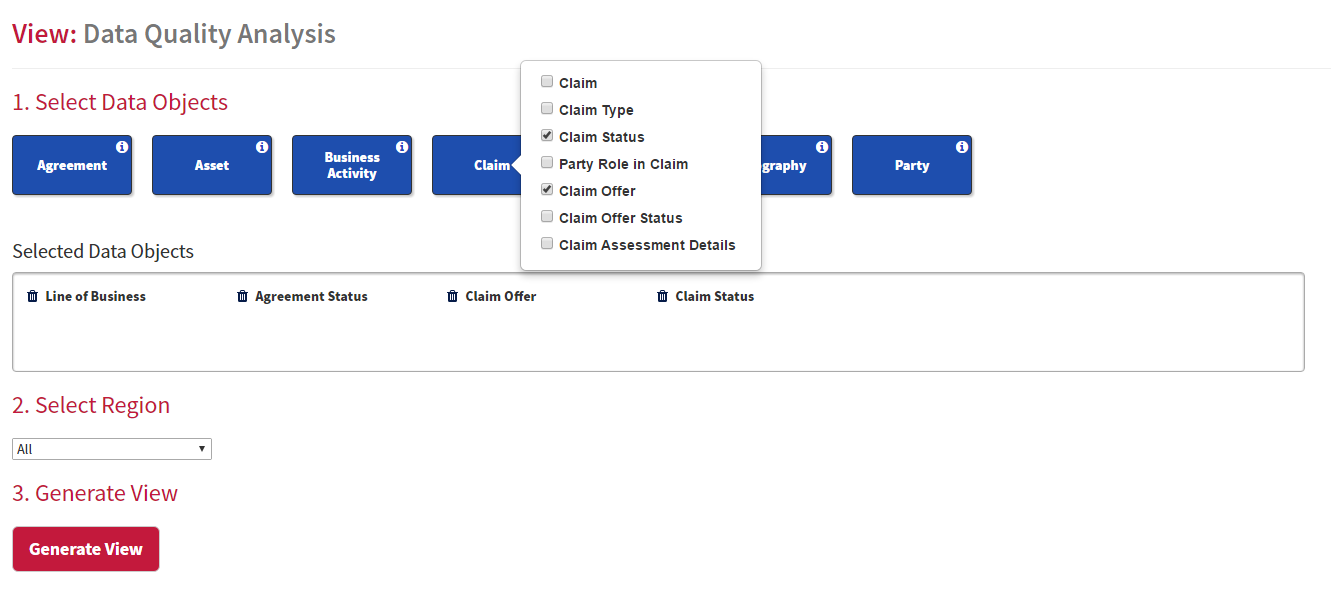 View: Data Quality Analysis
1. Select Data Objects
Agreement
Asset
Business
Activity
Claim
Claim
Claim Type
Claim Status
Party Role in Claim
Claim Offer
Claim Offer Status
Claim Assessment Details
ography
Party
Selected Data Objects
Line of Business
Agreement Status
Claim Offer
Claim Status
2. Select Region
All
3. Generate View
Generate View